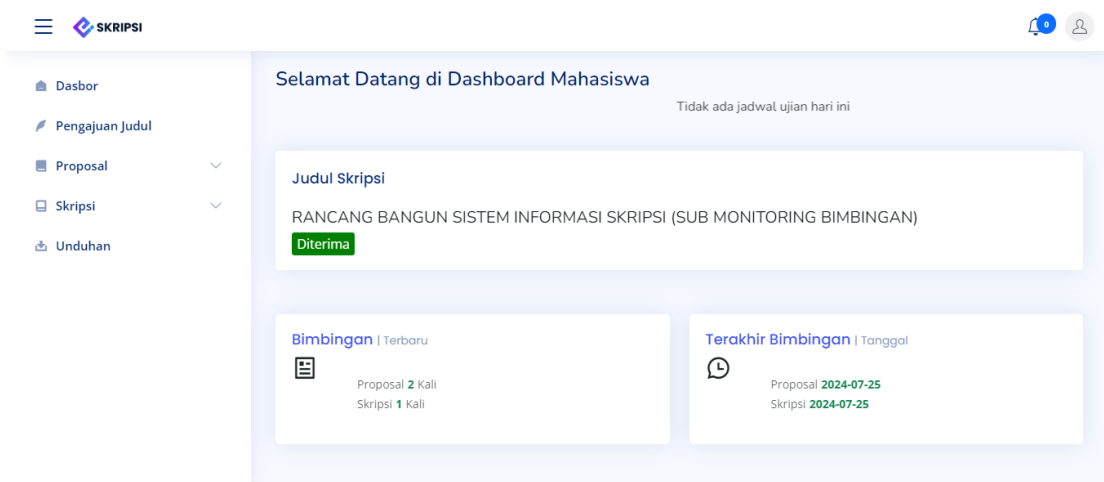 SKRIPSI
0
Dasbor
Pengajuan Judul
Proposal
Skripsi
Unduhan
Selamat Datang di Dashboard Mahasiswa
Tidak ada jadwal ujian hari ini
Judul Skripsi
RANCANG BANGUN SISTEM INFORMASI SKRIPSI (SUB MONITORING BIMBINGAN)
Diterima
Bimbingan | Terbaru
Proposal 2 Kali
Skripsi 1 Kali
Terakhir Bimbingan | Tanggal
Proposal 2024-07-25
Skripsi 2024-07-25